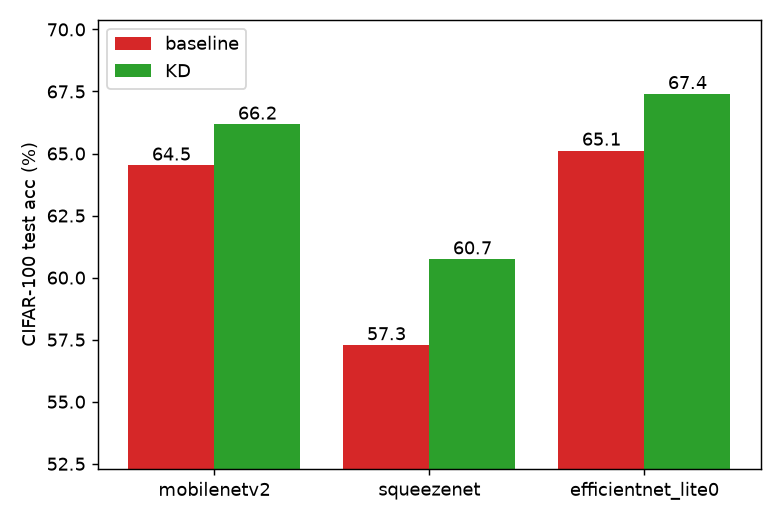 70.0
67.5
65.0
62.5
60.0
57.5
55.0
52.5
CIFAR-100 test acc (%)
baseline
KD
64.5
66.2
57.3
60.7
65.1
67.4
mobilenetv2
squeezenet
efficientnet_lite0